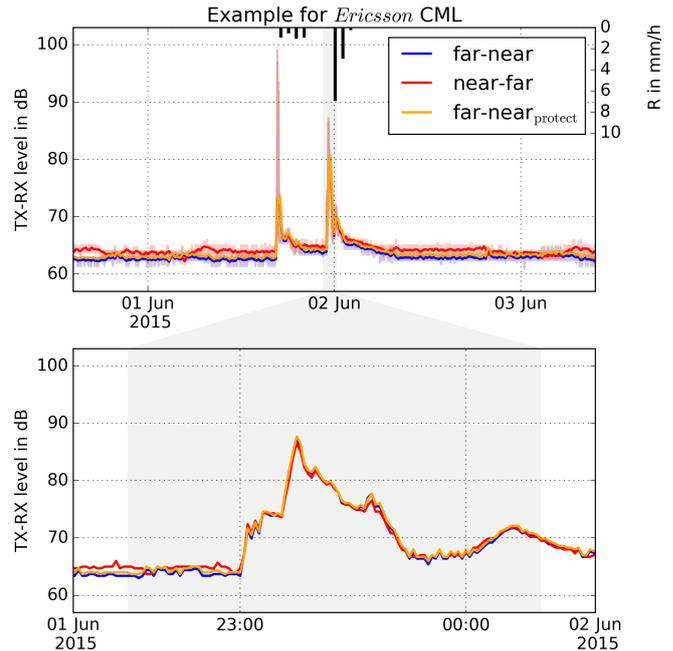 Example for Ericsson CML
100
90
80
70
60
TX-RX level in dB
0
2
4
6
8
10
R in mm/h
far-near
near-far
far-near protect
01 Jun
2015
02 Jun
03 Jun
100
90
80
70
60
TX-RX level in dB
01 Jun
2015
23:00
00:00
02 Jun
2015